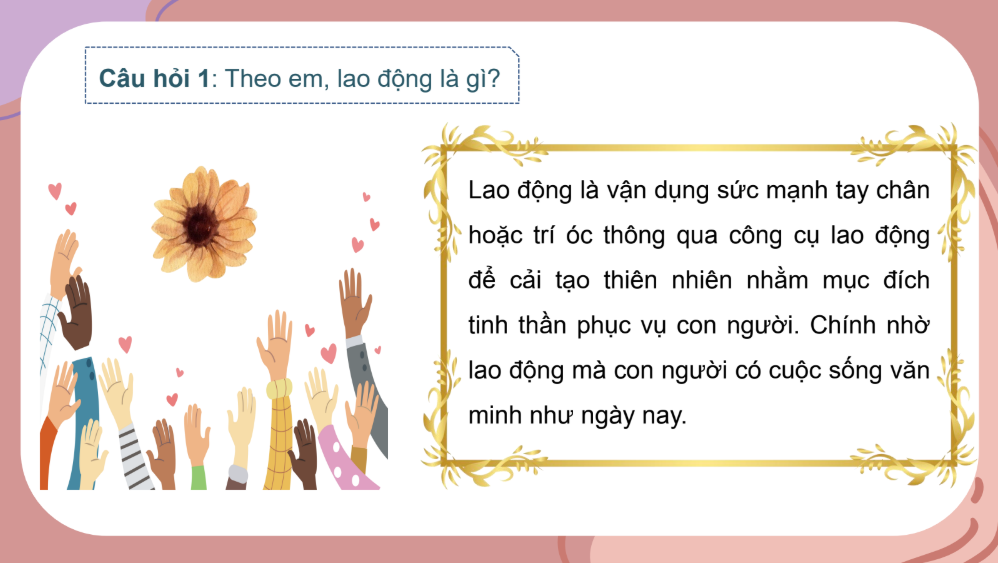 Câu hỏi 1: Theo em, lao động là gì?
Lao động là vận dụng sức mạnh tay chân
hoặc trí óc thông qua công cụ lao động
để cải tạo thiên nhiên nhằm mục đích
tinh thần phục vụ con người. Chính nhờ
lao động mà con người có cuộc sống văn
minh như ngày nay.